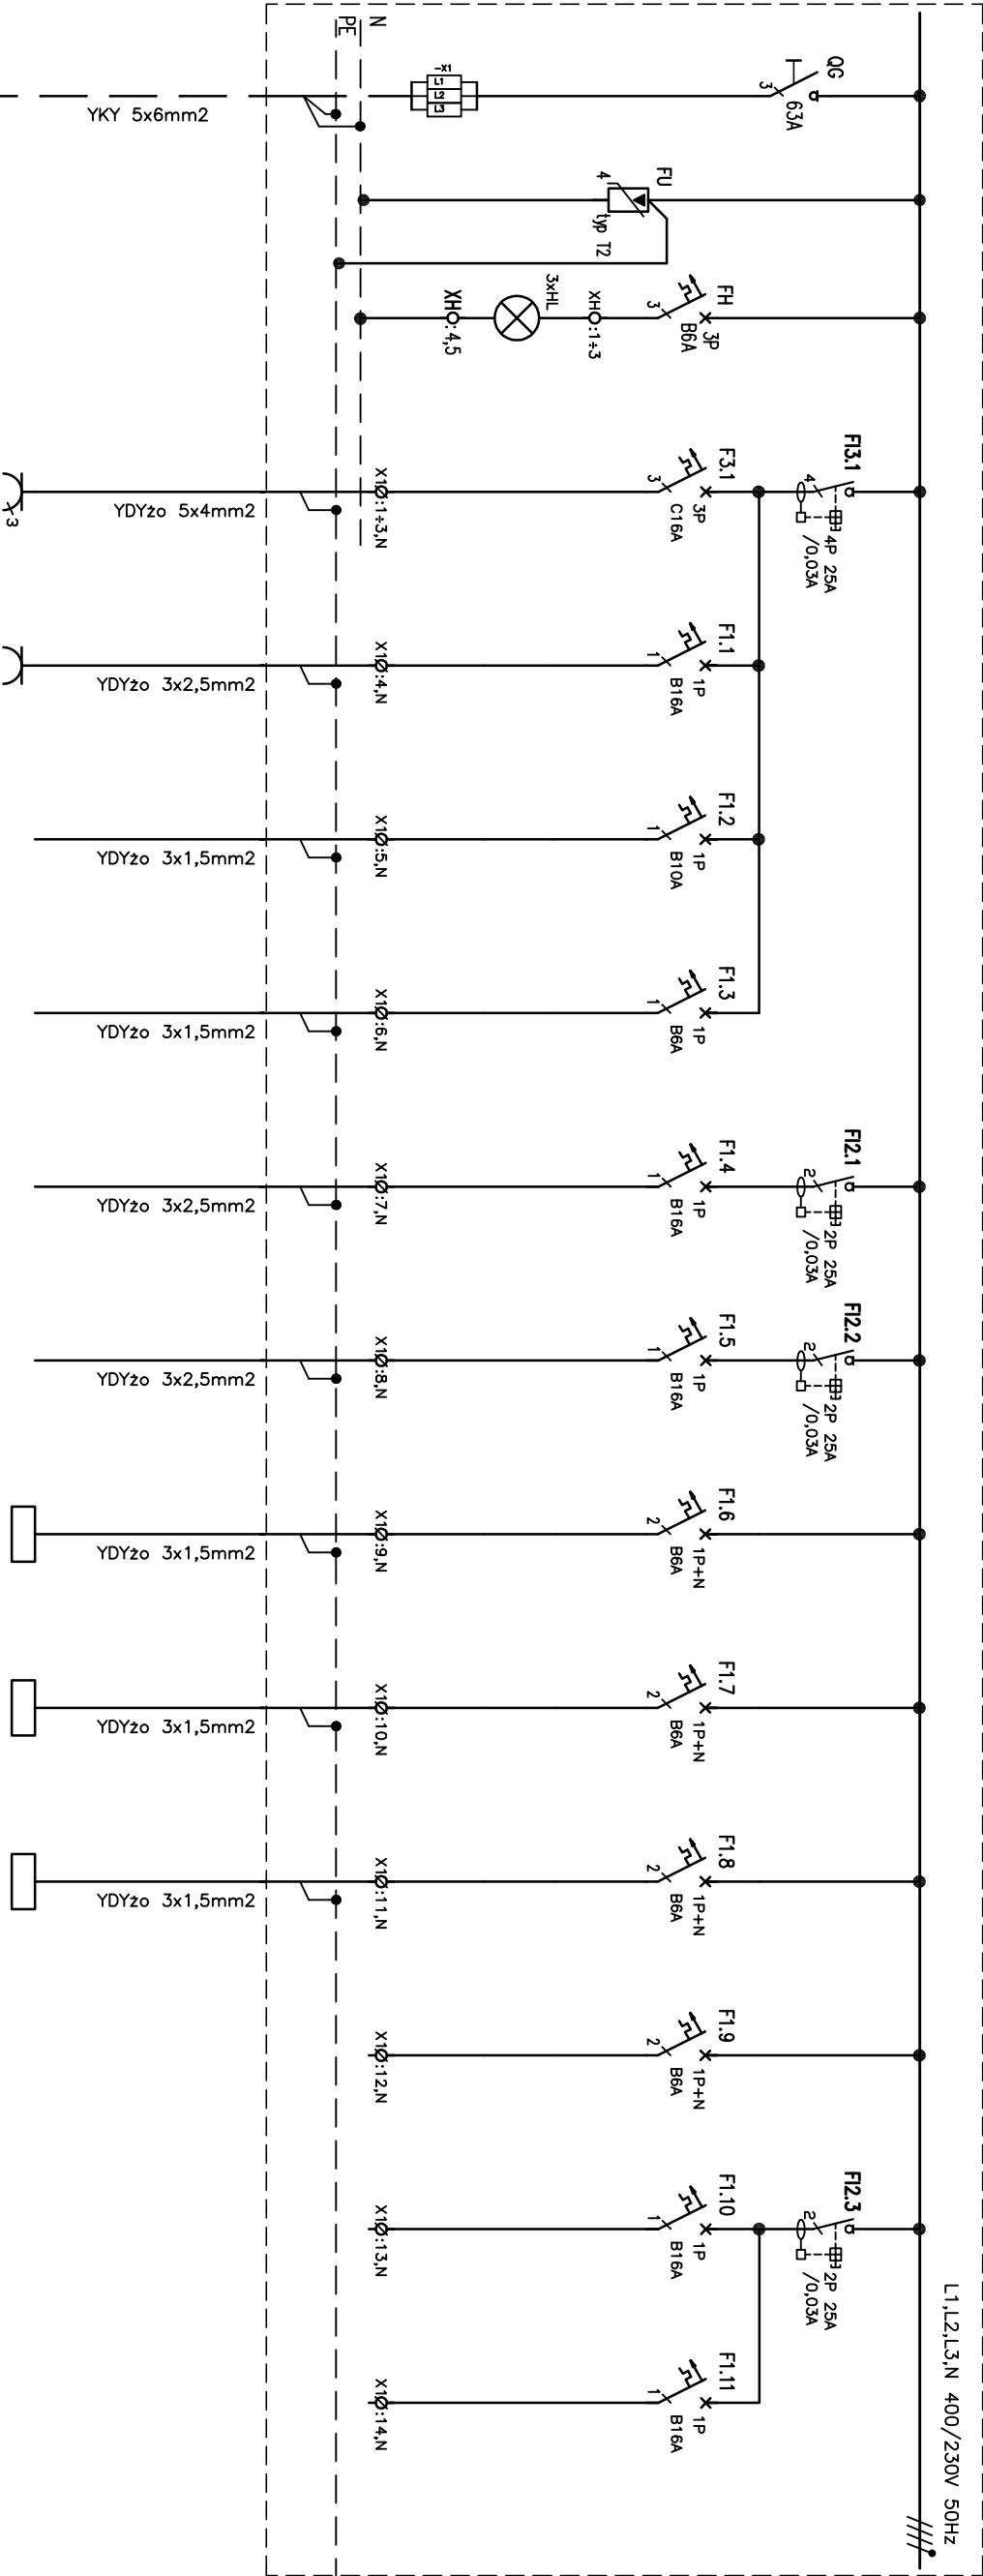 L1,L2,L3,N 400/230V 50Hz
QG
63A
3
-X1
L1
L2
L3
N
PE
YKY 5x6mm2
FU
4
typ T2
FH
3P
B6A
3
XH :1÷3
3xHL
XH :4,5
FI3.1
4P 25A
/0,03A
4
F3.1
3P
C16A
3
X1 :1÷3,N
YDYżo 5x4mm2
3
F1.1
1P
B16A
1
X1 :4,N
YDYżo 3x2,5mm2
F1.2
1P
B10A
1
X1 :5,N
YDYżo 3x1,5mm2
F1.3
1P
B6A
1
X1 :6,N
YDYżo 3x1,5mm2
FI2.1
2P 25A
/0,03A
2
F1.4
1P
B16A
1
X1 :7,N
YDYżo 3x2,5mm2
FI2.2
2P 25A
/0,03A
2
F1.5
1P
B16A
1
X1 :8,N
YDYżo 3x2,5mm2
F1.6
1P+N
B6A
2
X1 :9,N
YDYżo 3x1,5mm2
F1.7
1P+N
B6A
2
X1 :10,N
YDYżo 3x1,5mm2
F1.8
1P+N
B6A
2
X1 :11,N
YDYżo 3x1,5mm2
F1.9
1P+N
B6A
2
X1 :12,N
FI2.3
2P 25A
/0,03A
2
F1.10
1P
B16A
1
X1 :13,N
F1.11
1P
B16A
1
X1 :14,N